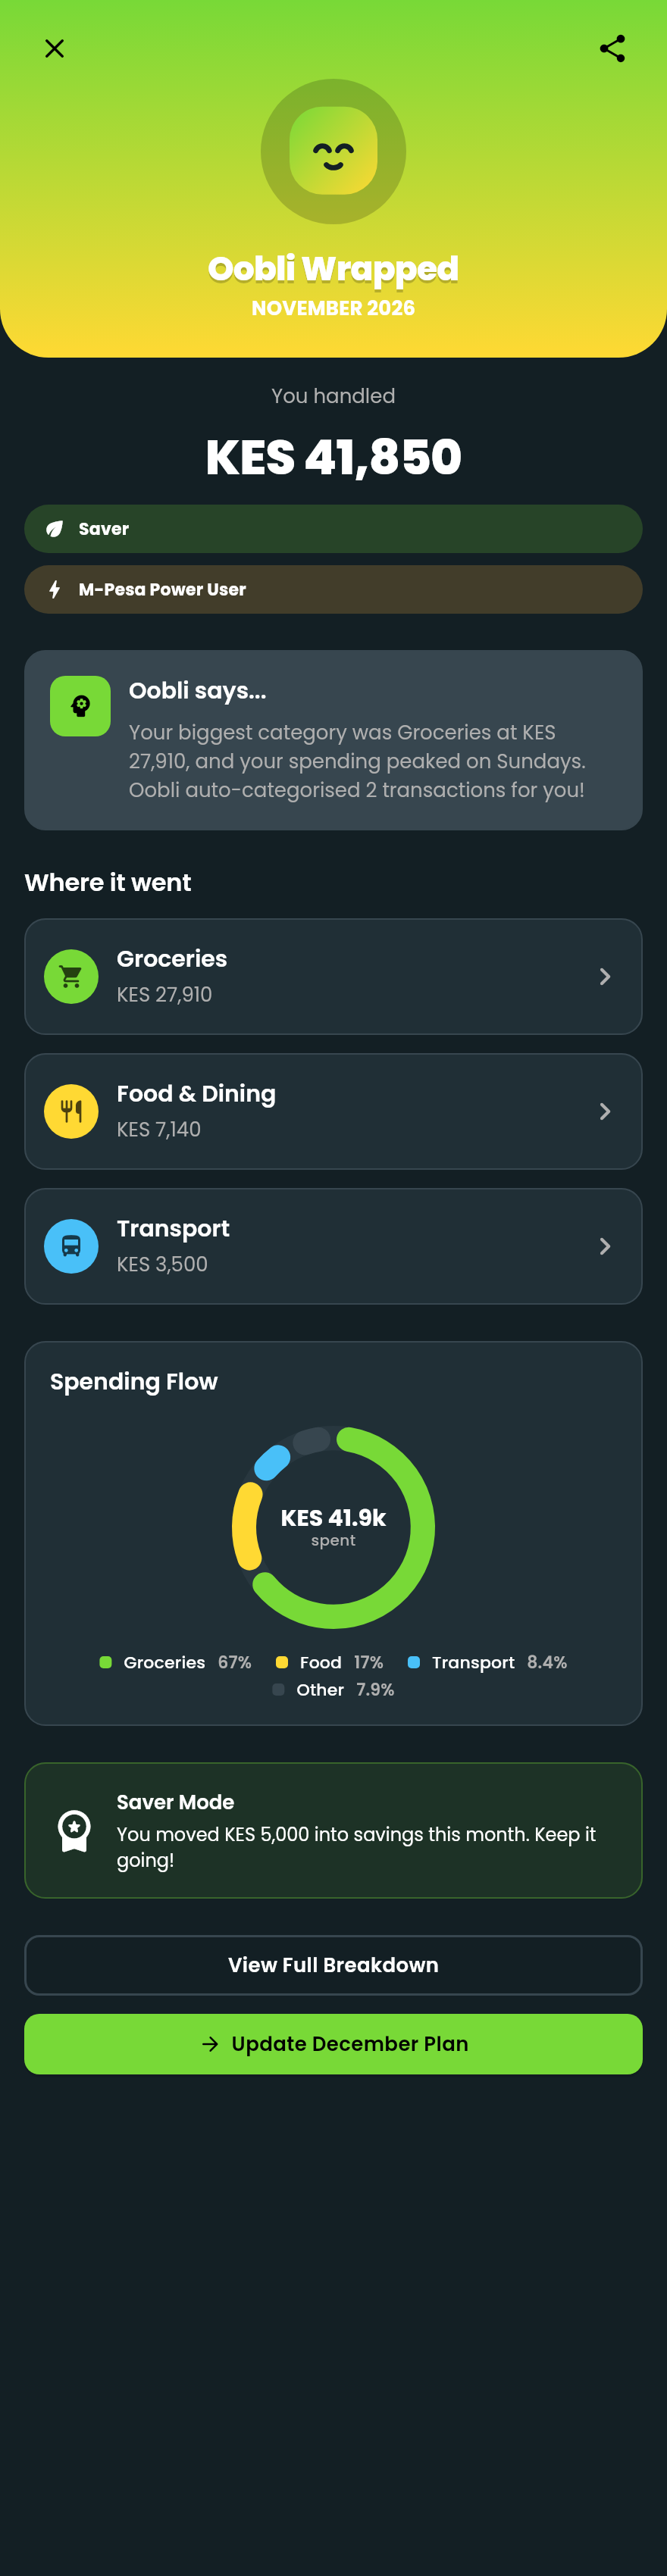 Oobli Wrapped
NOVEMBER 2026
You handled
KES 41,850
Saver
M-Pesa Power User
Oobli says...
Your biggest category was Groceries at KES
27,910, and your spending peaked on Sundays.
Oobli auto-categorised 2 transactions for you!
Where it went
Groceries
KES 27,910
Food & Dining
KES 7,140
Transport
KES 3,500
Spending Flow
KES 41.9k
spent
Groceries 67% Food 17% Transport 8.4%
Other 7.9%
Saver Mode
You moved KES 5,000 into savings this month. Keep it
going!
View Full Breakdown
Update December Plan